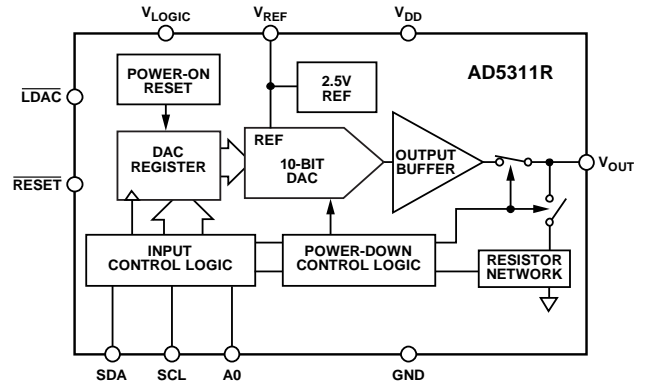 VLOGIC
VREF
VDD
AD5311R
POWER-ON
RESET
2.5V
REF
LDAC
REF
DAC
REGISTER
10-BIT
DAC
OUTPUT
BUFFER
VOUT
RESET
INPUT
CONTROL LOGIC
POWER-DOWN
CONTROL LOGIC
RESISTOR
NETWORK
SDA
SCL
A0
GND